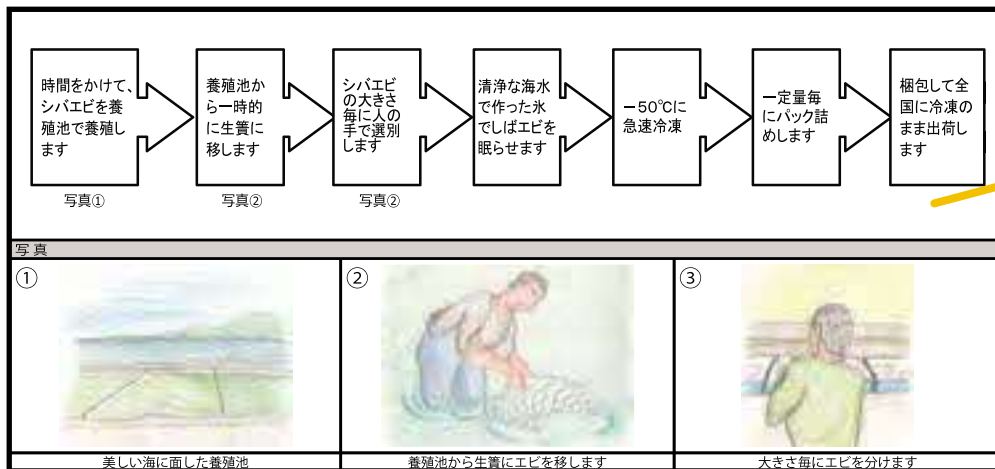 時間をかけて、
シバエビを養
殖池で養殖し
ます
養殖池か
ら一時的
に生簀に
移します
シバエビ
の大きさ
毎に人の
手で選別
します
清浄な海水
で作った氷
でしばエビを
眠らせます
－50℃に
急速冷凍
一定量毎
にパック詰
めします
梱包して全
国に冷凍の
まま出荷し
ます
写真①
写真②
写真②
写 真
①
②
③
美しい海に面した養殖池
養殖池から生簀にエビを移します
大きさ毎にエビを分けます